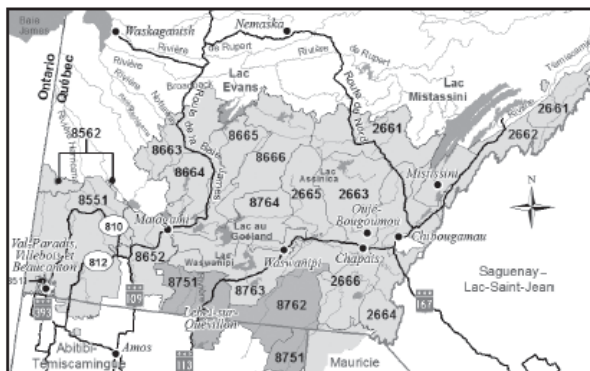 Baie
James
Waskaganish
Nemaska
Rivière
de Rupert
Rivière
de Rupert
Rivière
Témiscamie
Ontario
Québec
Rivière
Rivière
Nottaway
Broadback
Lac
Evans
Route de la
Baie James
Route du Nord
Lac
Mistassini
Rivière
8562
8663
8665
8664
8666
2661
2661
2662
Lac
Assinica
Mistissini
8551
8764
2665
2663
Oujé-
Bougoumou
Matagami
810
812
8652
Lac au
Goéland
Lac
Waswanipi
Waswanipi
Chapais
Chibougamau
Val-Paradis,
Villebois et
Beaucanton
8511
8751
8763
8762
2666
2664
Saguenay–
Lac-Saint-Jean
N
393
109
113
167
Lebel-sur-
Quévillon
Abitibi-
Témiscamingue
Amos
8751
Mauricie